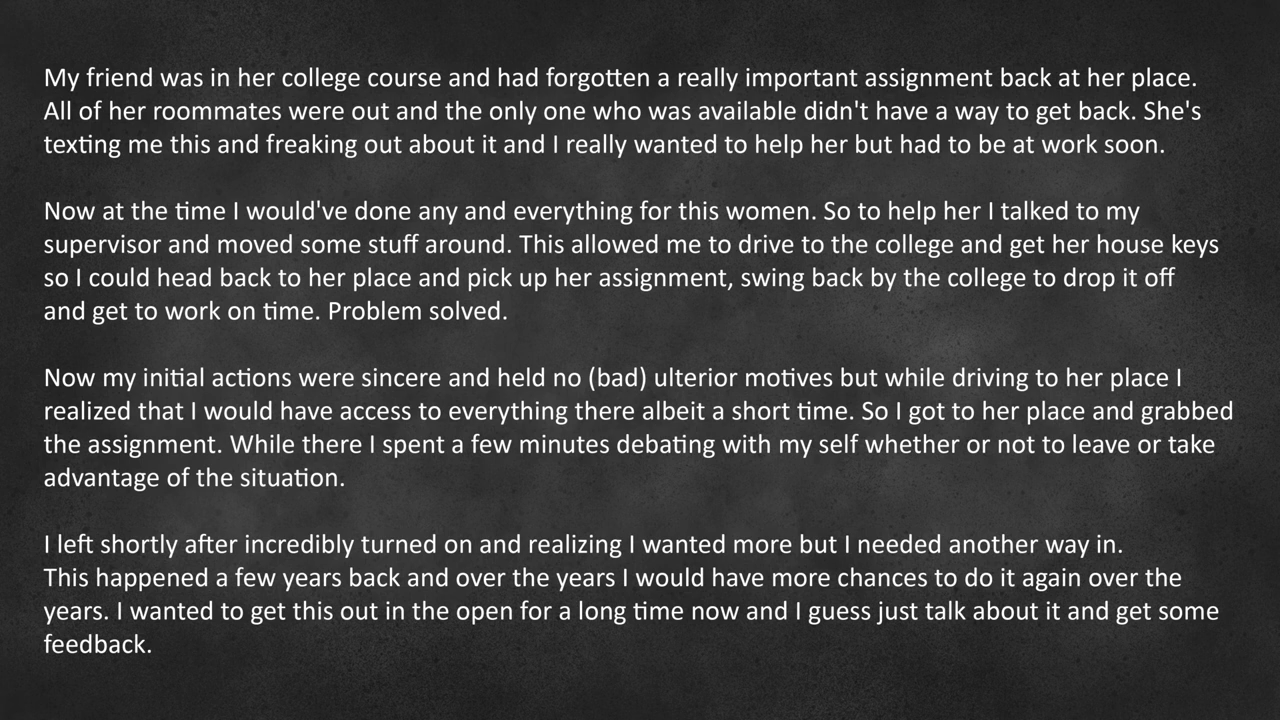 My friend was in her college course and had forgotten a really important assignment back at her place.
All of her roommates were out and the only one who was available didn't have a way to get back. She's
texting me this and freaking out about it and I really wanted to help her but had to be at work soon.
Now at the time I would've done any and everything for this women. So to help her I talked to my
supervisor and moved some stuff around. This allowed me to drive to the college and get her house keys
so I could head back to her place and pick up her assignment, swing back by the college to drop it off
and get to work on time. Problem solved.
Now my initial actions were sincere and held no (bad) ulterior motives but while driving to her place I
realized that I would have access to everything there albeit a short time. So I got to her place and grabbed
the assignment. While there I spent a few minutes debating with my self whether or not to leave or take
advantage of the situation.
I left shortly after incredibly turned on and realizing I wanted more but I needed another way in.
This happened a few years back and over the years I would have more chances to do it again over the
years. I wanted to get this out in the open for a long time now and I guess just talk about it and get some
feedback.